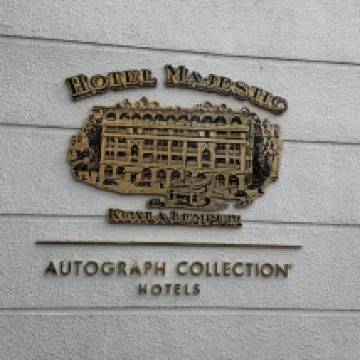 HOTEL MAJESTIC
KUALA LUMPUR
AUTOGRAPH COLLECTION®
HOTELS